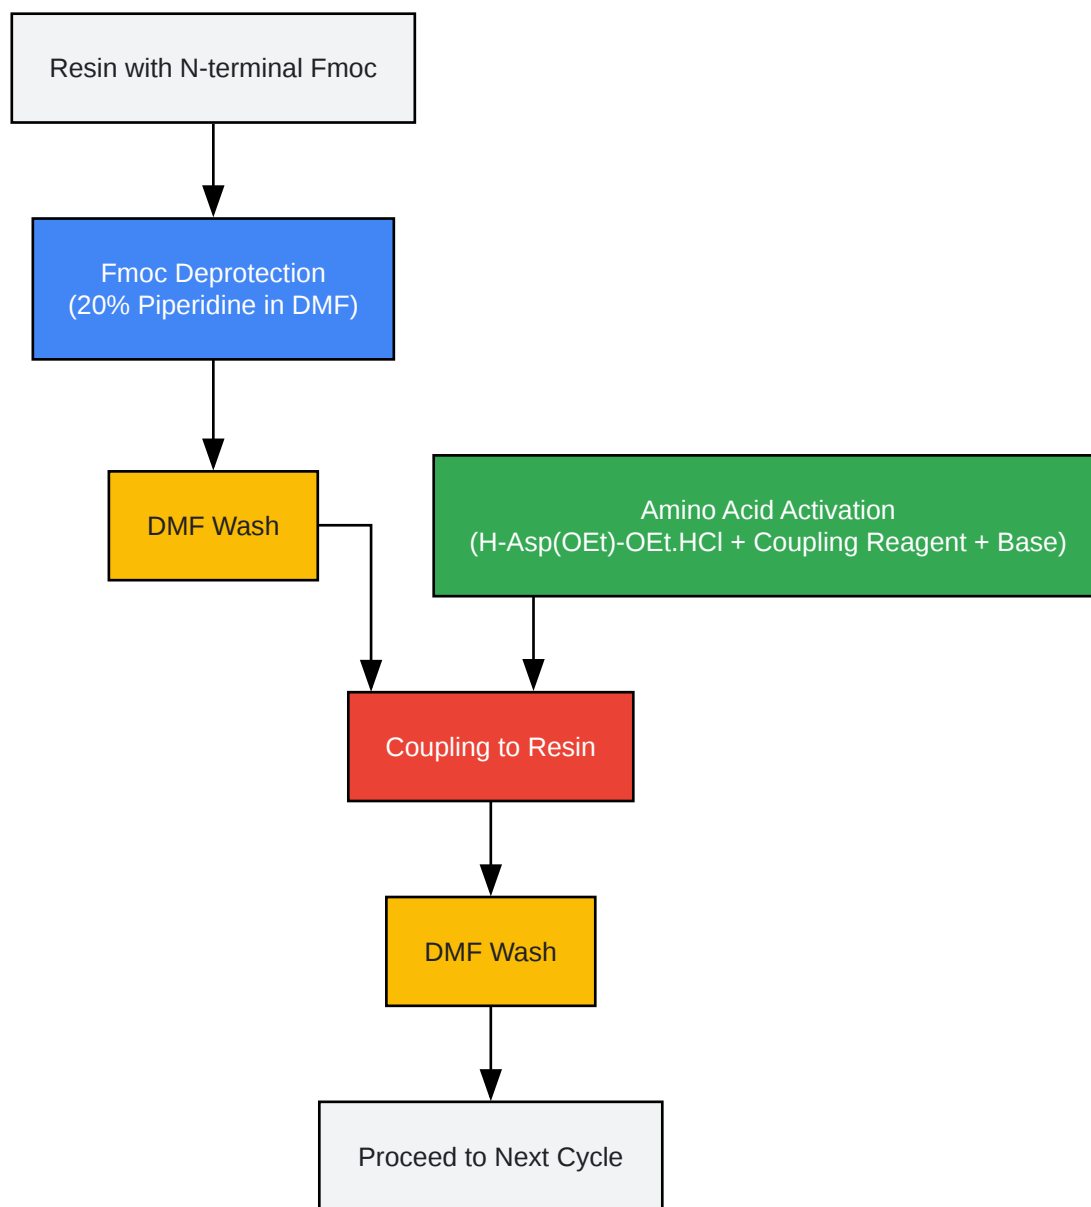 Resin with N-terminal Fmoc
Fmoc Deprotection
(20% Piperidine in DMF)
DMF Wash
Amino Acid Activation
(H-Asp(OEt)-OEt.HCl + Coupling Reagent + Base)
Coupling to Resin
DMF Wash
Proceed to Next Cycle